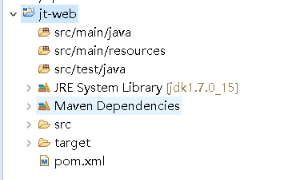 jt-web
src/main/java
src/main/resources
src/test/java
JRE System Library [jdk1.7.0_15]
Maven Dependencies
src
target
pom.xml